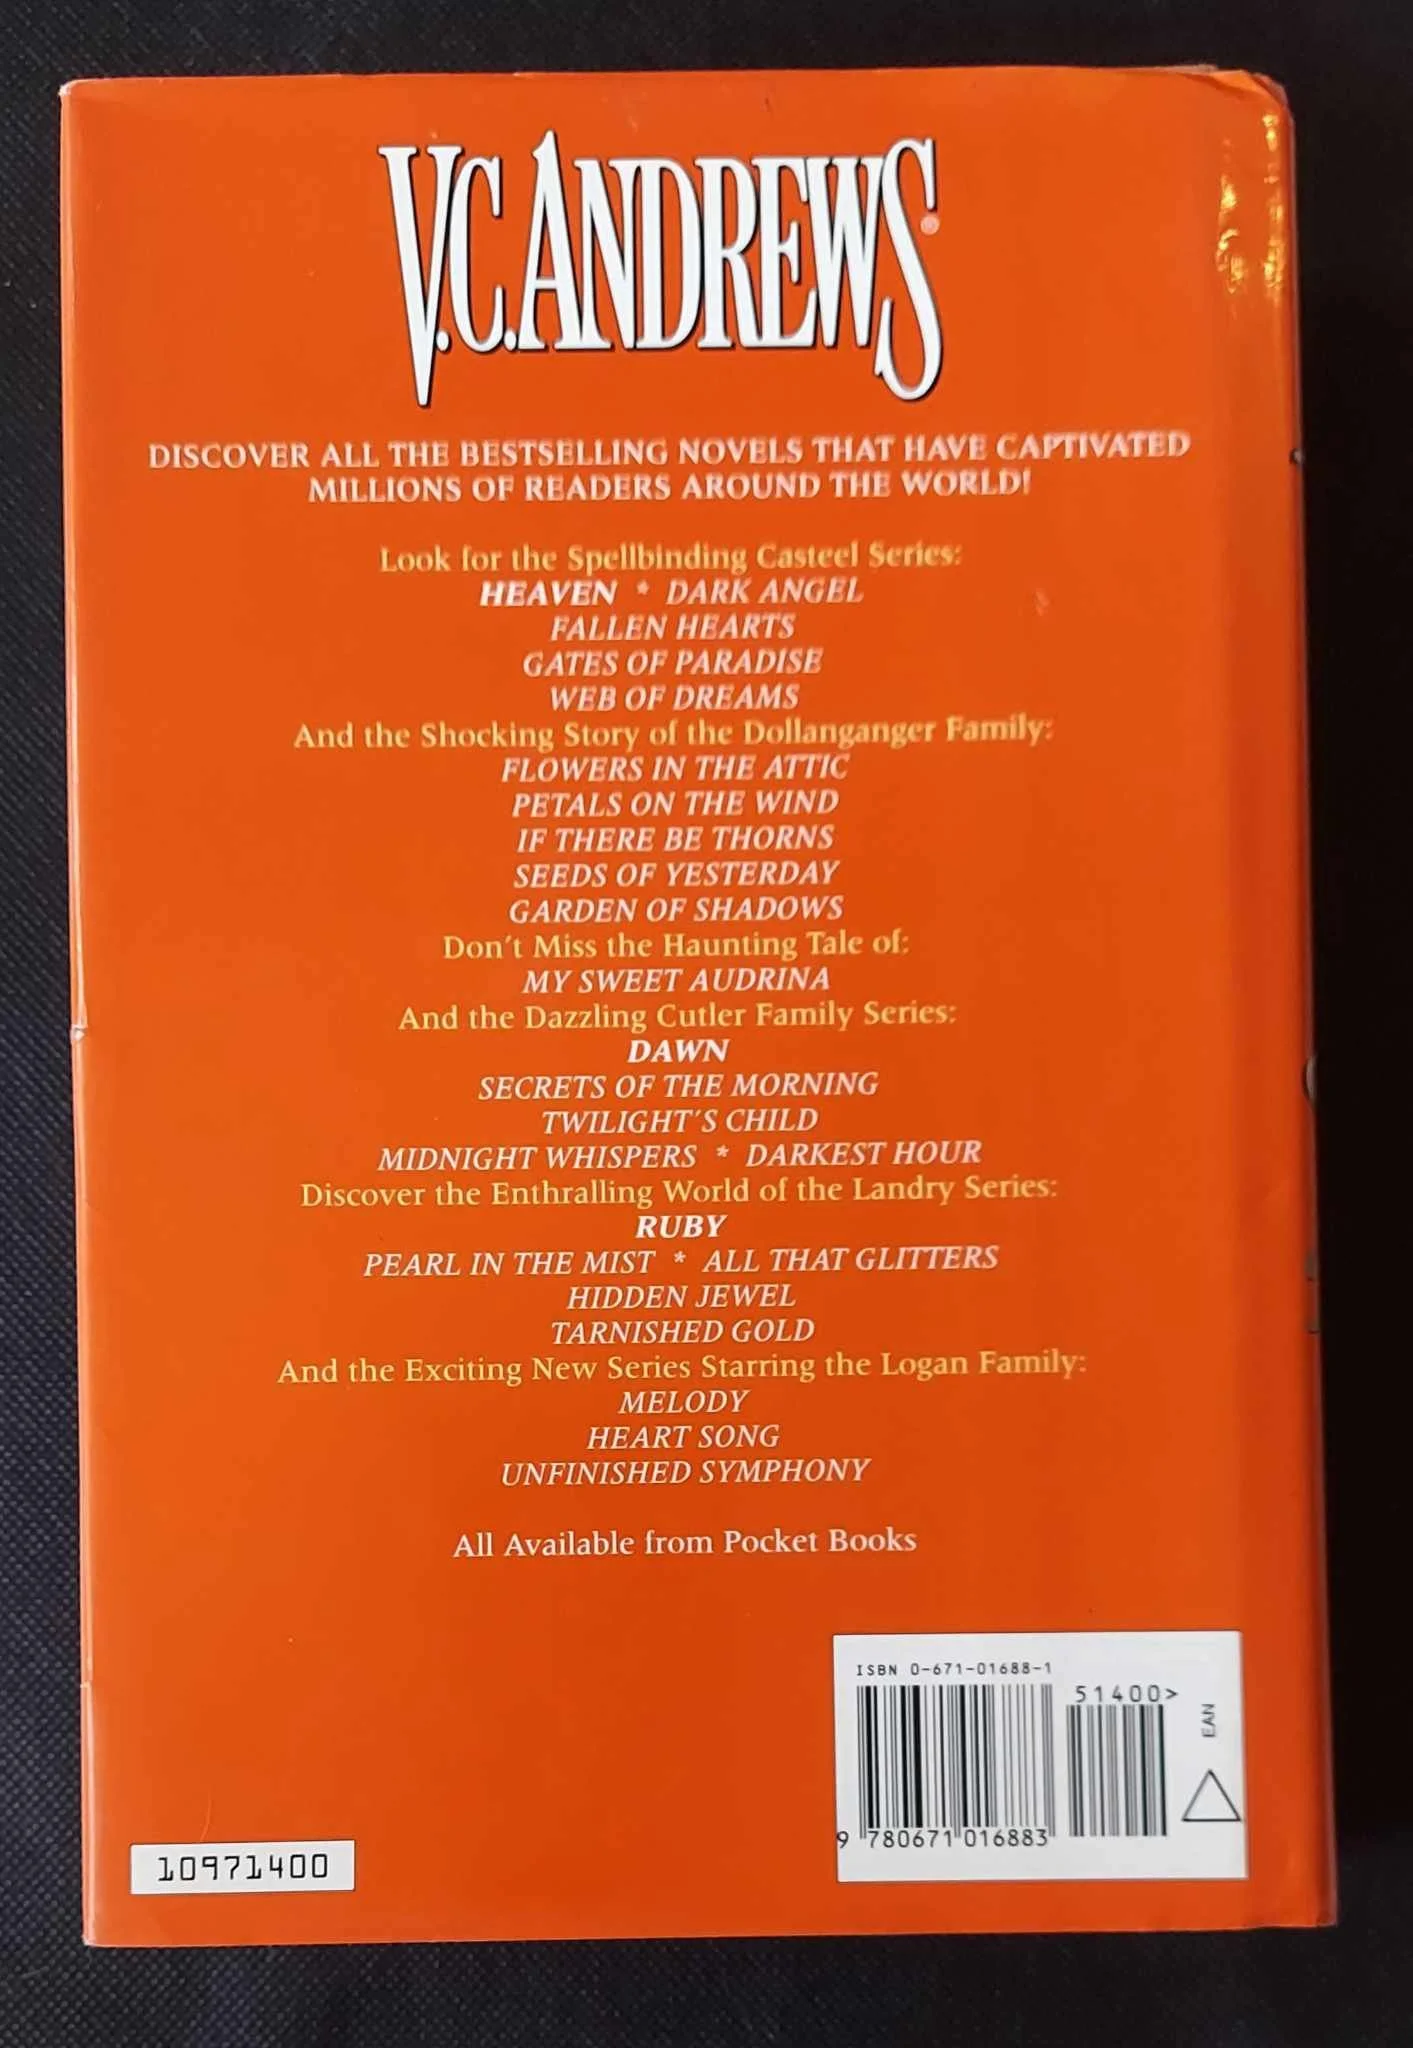 V.C. ANDREWS®
DISCOVER ALL THE BESTSELLING NOVELS THAT HAVE CAPTIVATED
MILLIONS OF READERS AROUND THE WORLD!
Look for the Spellbinding Casteel Series:
HEAVEN * DARK ANGEL
FALLEN HEARTS
GATES OF PARADISE
WEB OF DREAMS
And the Shocking Story of the Dollanganger Family:
FLOWERS IN THE ATTIC
PETALS ON THE WIND
IF THERE BE THORNS
SEEDS OF YESTERDAY
GARDEN OF SHADOWS
Don't Miss the Haunting Tale of:
MY SWEET AUDRINA
And the Dazzling Cutler Family Series:
DAWN
SECRETS OF THE MORNING
TWILIGHT'S CHILD
MIDNIGHT WHISPERS * DARKEST HOUR
Discover the Enthralling World of the Landry Series:
RUBY
PEARL IN THE MIST * ALL THAT GLITTERS
HIDDEN JEWEL
TARNISHED GOLD
And the Exciting New Series Starring the Logan Family:
MELODY
HEART SONG
UNFINISHED SYMPHONY
All Available from Pocket Books
ISBN 0-671-01688-1
51400>
EAN
9 780671 016883
10971400